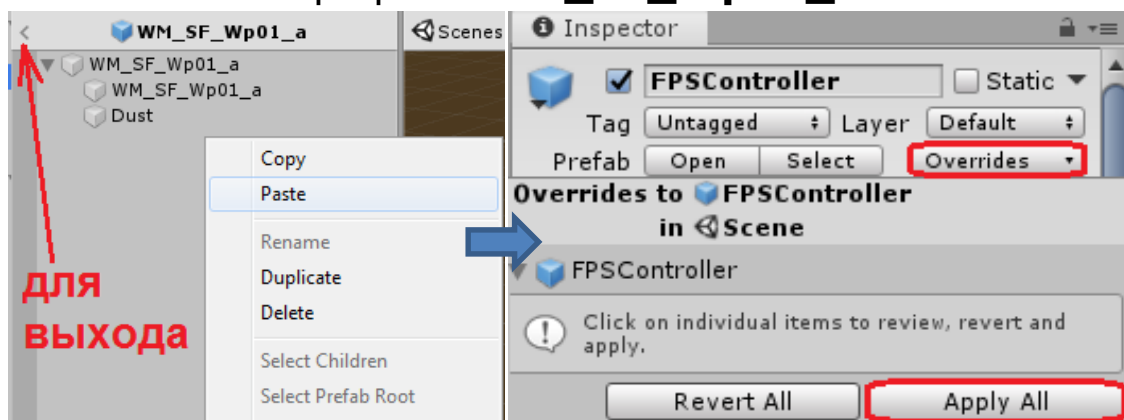 WM_SF_Wp01_a
Scenes
WM_SF_Wp01_a
WM_SF_Wp01_a
Dust
Copy
Paste
Rename
Duplicate
Delete
Select Children
Select Prefab Root
для
выхода
Inspector
FPSController
Static
Tag Untagged Layer Default
Prefab Open Select Overrides
Overrides to FPSController
in Scene
FPSController
Click on individual items to review, revert and
apply.
Revert All Apply All